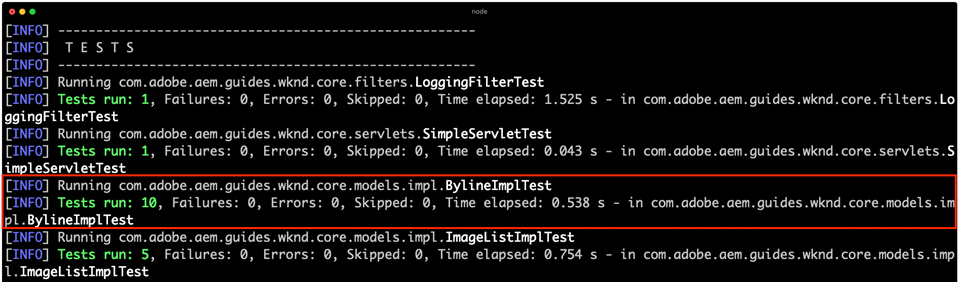 node
[INFO] -------------------------------------------------------
[INFO]  T E S T S
[INFO] -------------------------------------------------------
[INFO] Running com.adobe.aem.guides.wknd.core.filters.LoggingFilterTest
[INFO] Tests run: 1, Failures: 0, Errors: 0, Skipped: 0, Time elapsed: 1.525 s - in com.adobe.aem.guides.wknd.core.filters.Lo
ggingFilterTest
[INFO] Running com.adobe.aem.guides.wknd.core.servlets.SimpleServletTest
[INFO] Tests run: 1, Failures: 0, Errors: 0, Skipped: 0, Time elapsed: 0.043 s - in com.adobe.aem.guides.wknd.core.servlets.S
impleServletTest
[INFO] Running com.adobe.aem.guides.wknd.core.models.impl.BylineImplTest
[INFO] Tests run: 10, Failures: 0, Errors: 0, Skipped: 0, Time elapsed: 0.538 s - in com.adobe.aem.guides.wknd.core.models.im
pl.BylineImplTest
[INFO] Running com.adobe.aem.guides.wknd.core.models.impl.ImageListImplTest
[INFO] Tests run: 5, Failures: 0, Errors: 0, Skipped: 0, Time elapsed: 0.754 s - in com.adobe.aem.guides.wknd.core.models.imp
l.ImageListImplTest